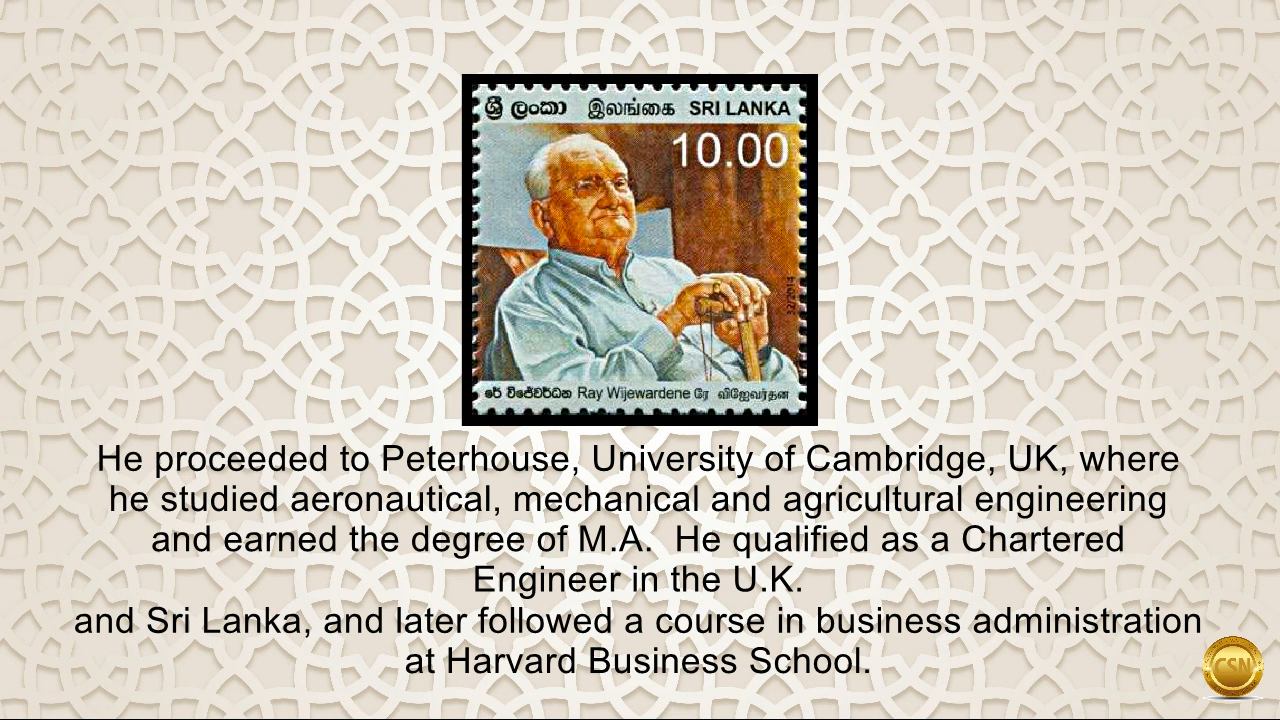 ශ්‍රී ලංකා இலங்கை SRI LANKA
10.00
32/2014
රේ විජේවර්ධන Ray Wijewardene ரே விஜேவர்தன
He proceeded to Peterhouse, University of Cambridge, UK, where
he studied aeronautical, mechanical and agricultural engineering
and earned the degree of M.A. He qualified as a Chartered
Engineer in the U.K.
and Sri Lanka, and later followed a course in business administration
at Harvard Business School.
CSN